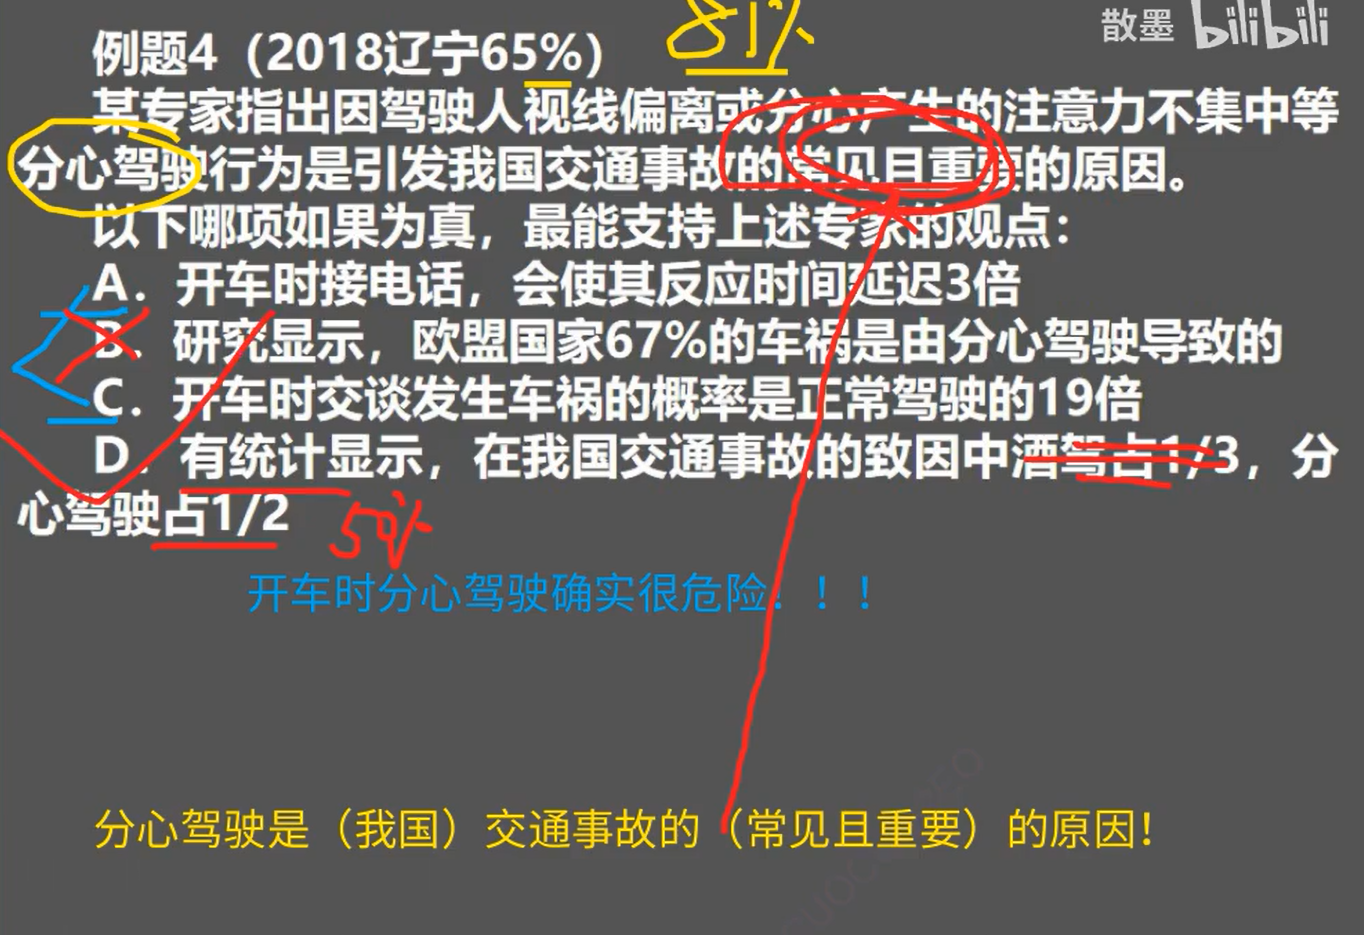 81%
散墨 bilibili
例题4（2018辽宁65%）
某专家指出因驾驶人视线偏离或分心产生的注意力不集中等
分心驾驶行为是引发我国交通事故的常见且重要的原因。
以下哪项如果为真，最能支持上述专家的观点：
A．开车时接电话，会使其反应时间延迟3倍
B．研究显示，欧盟国家67%的车祸是由分心驾驶导致的
C．开车时交谈发生车祸的概率是正常驾驶的19倍
D．有统计显示，在我国交通事故的致因中酒驾占1/3，分
心驾驶占1/2
50%
开车时分心驾驶确实很危险！！！
分心驾驶是（我国）交通事故的（常见且重要）的原因！